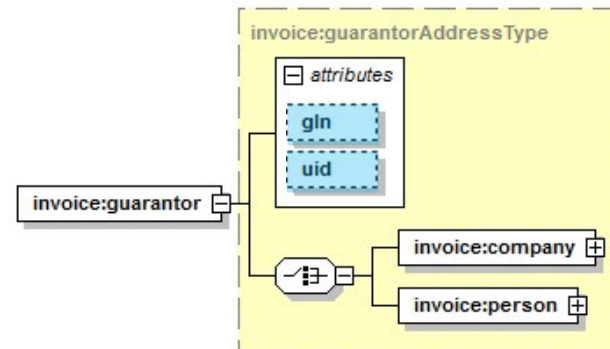 invoice:guarantorAddressType
attributes
gln
uid
invoice:guarantor
invoice:company
invoice:person